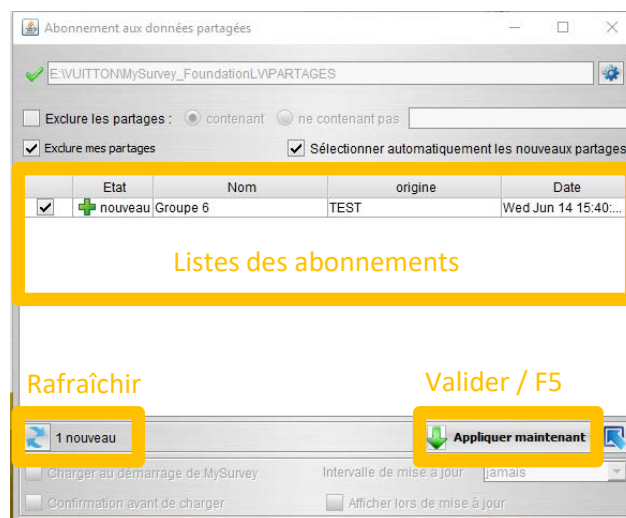 Abonnement aux données partagées
E:\VUITTON\MySurvey_FoundationLV\PARTAGES
Exclure les partages : contenant ne contenant pas
Exclure mes partages Sélectionner automatiquement les nouveaux partages
Etat Nom origine Date
nouveau Groupe 6 TEST Wed Jun 14 15:40:...
Listes des abonnements
Rafraîchir Valider / F5
1 nouveau Appliquer maintenant
Charger au démarrage de MySurvey Intervalle de mise à jour jamais
Confirmation avant de charger Afficher lors de mise à jour